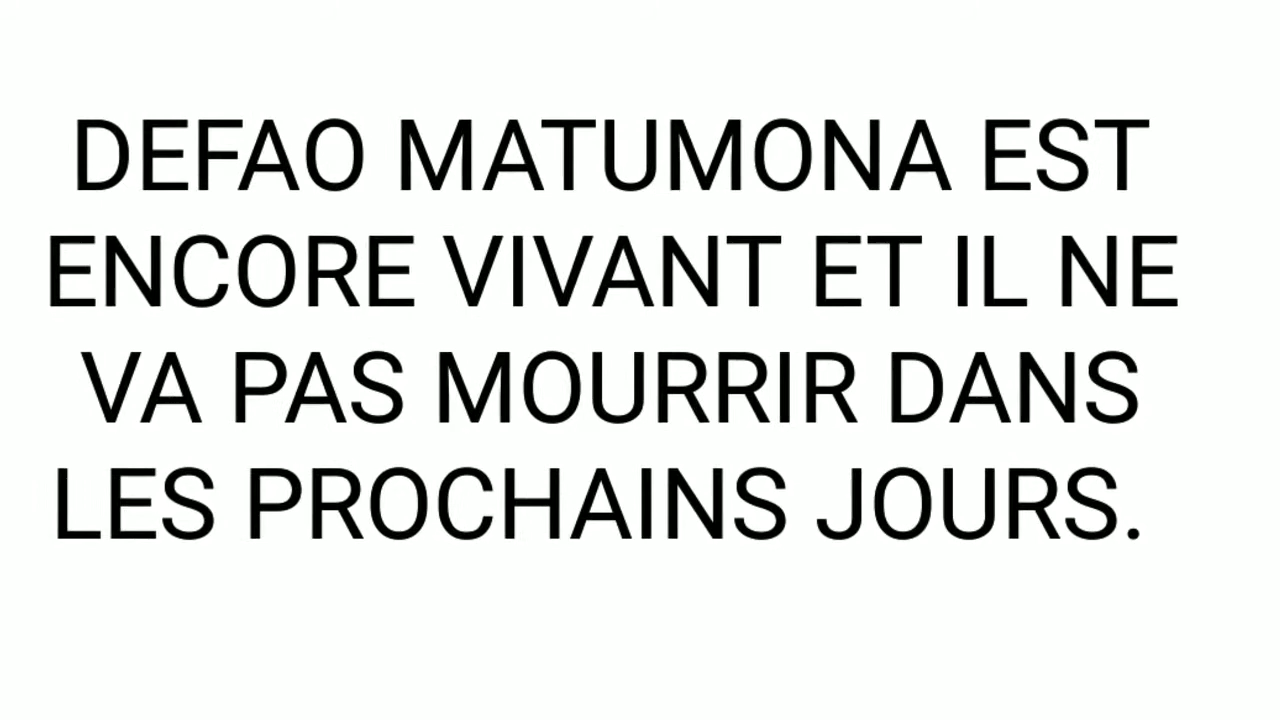 DEFAO MATUMONA EST
ENCORE VIVANT ET IL NE
VA PAS MOURRIR DANS
LES PROCHAINS JOURS.